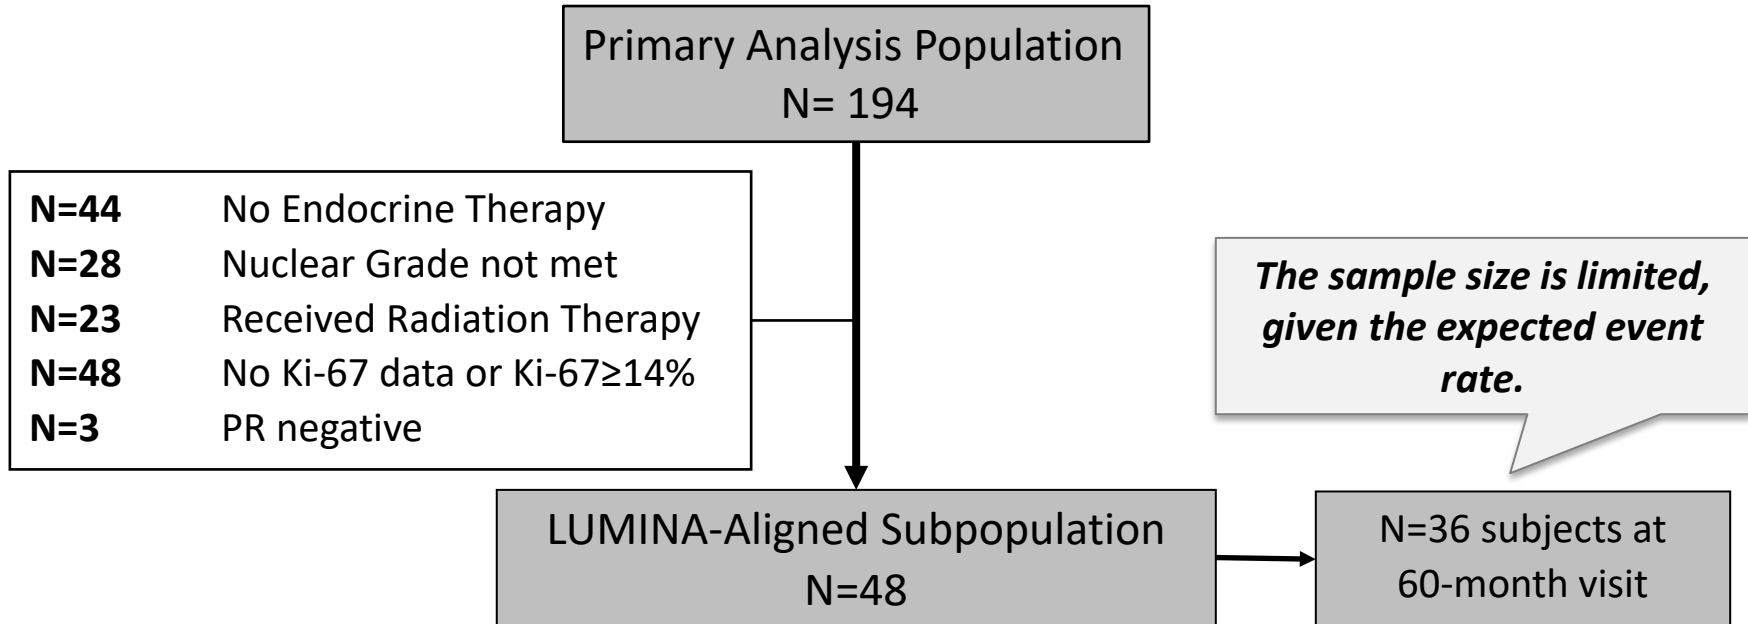 Primary Analysis Population
N= 194
N=44 No Endocrine Therapy
N=28 Nuclear Grade not met
N=23 Received Radiation Therapy
N=48 No Ki-67 data or Ki-67≥14%
N=3 PR negative
The sample size is limited,
given the expected event
rate.
LUMINA-Aligned Subpopulation
N=48
N=36 subjects at
60-month visit